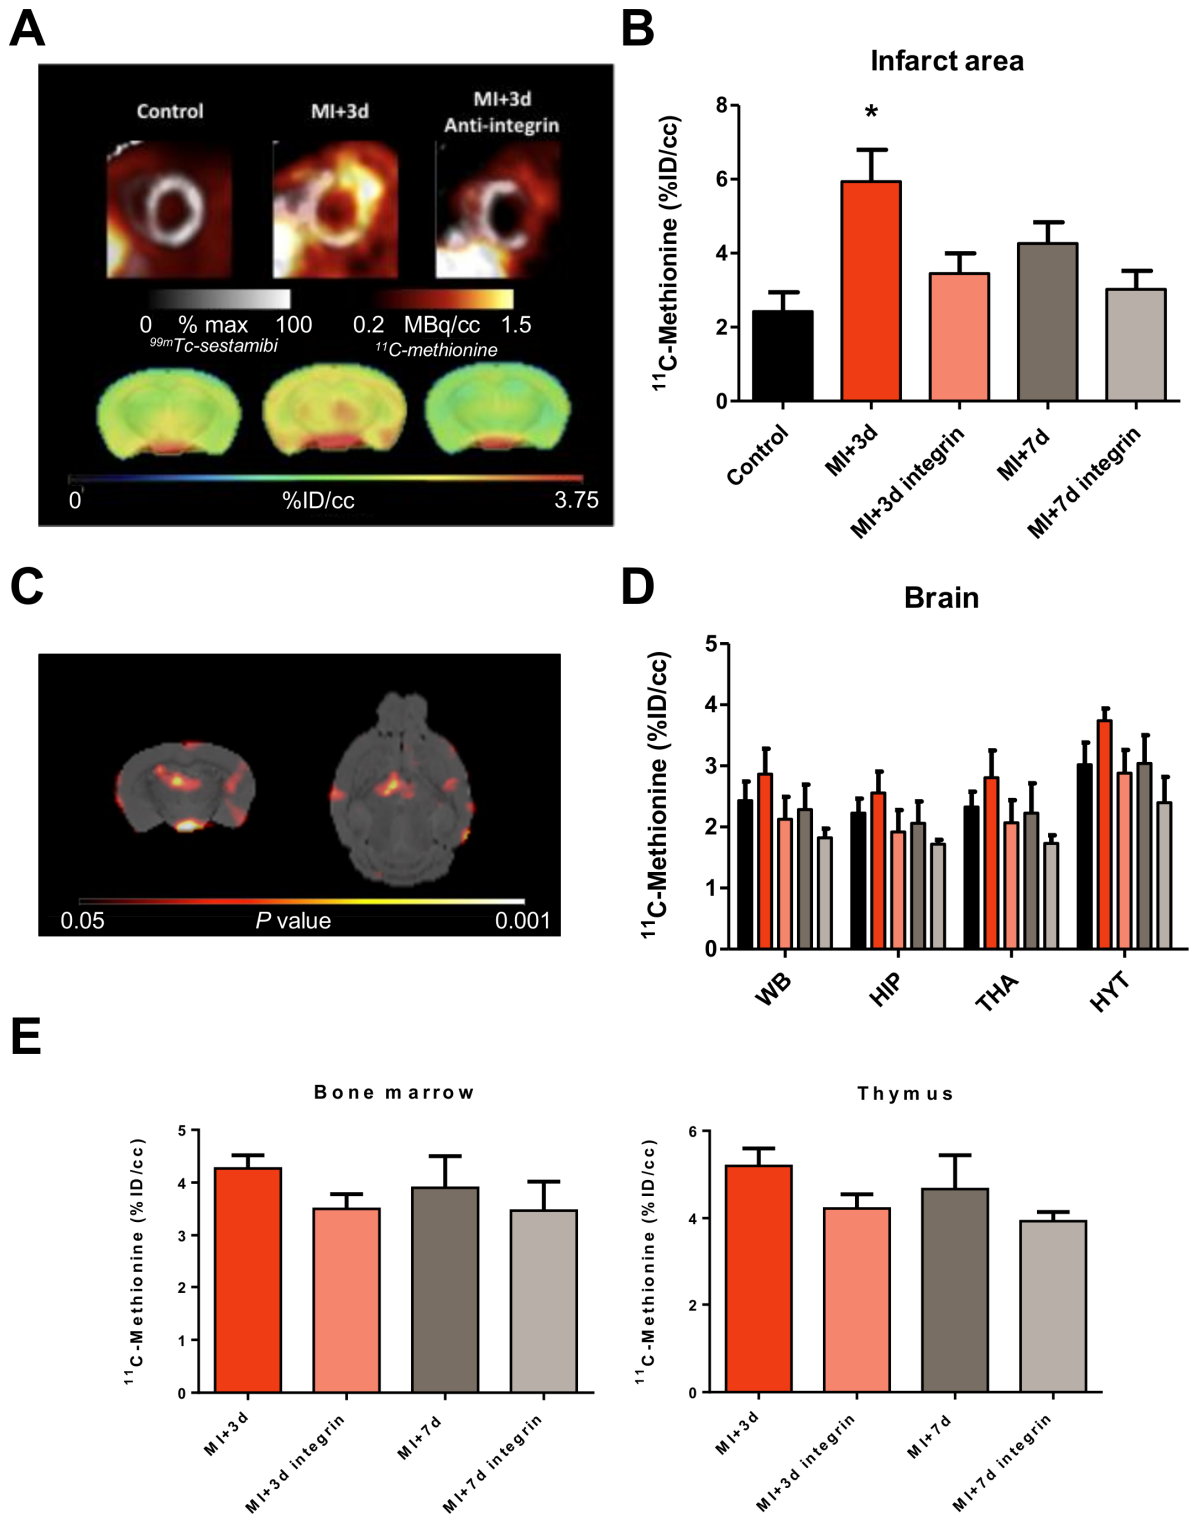 A
Control
MI+3d
MI+3d
Anti-integrin
0 % max 100
99mTc-sestamibi
0.2 MBq/cc 1.5
11C-methionine
0 %ID/cc 3.75
B
Infarct area
11C-Methionine (%ID/cc)
8
6
4
2
0
*
Control
MI+3d
MI+3d integrin
MI+7d
MI+7d integrin
C
0.05 P value 0.001
D
Brain
11C-Methionine (%ID/cc)
5
4
3
2
1
0
WB
HIP
THA
HYT
E
Bone marrow
11C-Methionine (%ID/cc)
5
4
3
2
1
0
MI+3d
MI+3d integrin
MI+7d
MI+7d integrin
Thymus
11C-Methionine (%ID/cc)
6
4
2
0
MI+3d
MI+3d integrin
MI+7d
MI+7d integrin